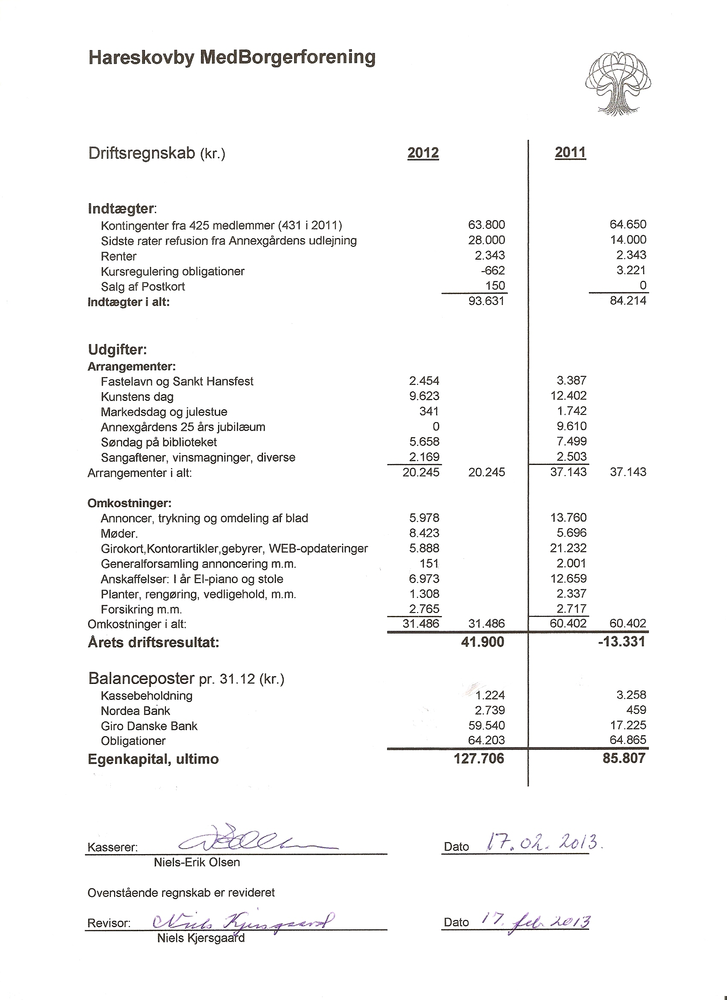 Hareskovby MedBorgerforening
Driftsregnskab (kr.) 2012 2011
Indtægter:
Kontingenter fra 425 medlemmer (431 i 2011) 63.800 64.650
Sidste rater refusion fra Annexgårdens udlejning 28.000 14.000
Renter 2.343 2.343
Kursregulering obligationer -662 3.221
Salg af Postkort 150 0
Indtægter i alt: 93.631 84.214
Udgifter:
Arrangementer:
Fastelavn og Sankt Hansfest 2.454 3.387
Kunstens dag 9.623 12.402
Markedsdag og julestue 341 1.742
Annexgårdens 25 års jubilæum 0 9.610
Søndag på biblioteket 5.658 7.499
Sangaftener, vinsmagninger, diverse 2.169 2.503
Arrangementer i alt: 20.245 20.245 37.143 37.143
Omkostninger:
Annoncer, trykning og omdeling af blad 5.978 13.760
Møder. 8.423 5.696
Girokort,Kontorartikler,gebyrer, WEB-opdateringer 5.888 21.232
Generalforsamling annoncering m.m. 151 2.001
Anskaffelser: I år El-piano og stole 6.973 12.659
Planter, rengøring, vedligehold, m.m. 1.308 2.337
Forsikring m.m. 2.765 2.717
Omkostninger i alt: 31.486 31.486 60.402 60.402
Årets driftsresultat: 41.900 -13.331
Balanceposter pr. 31.12 (kr.)
Kassebeholdning 1.224 3.258
Nordea Bank 2.739 459
Giro Danske Bank 59.540 17.225
Obligationer 64.203 64.865
Egenkapital, ultimo 127.706 85.807
Kasserer: Dato 17.02.2013.
Niels-Erik Olsen
Ovenstående regnskab er revideret
Revisor: Niels Kjersgaard Dato 17. feb. 2013
Niels Kjersgaard